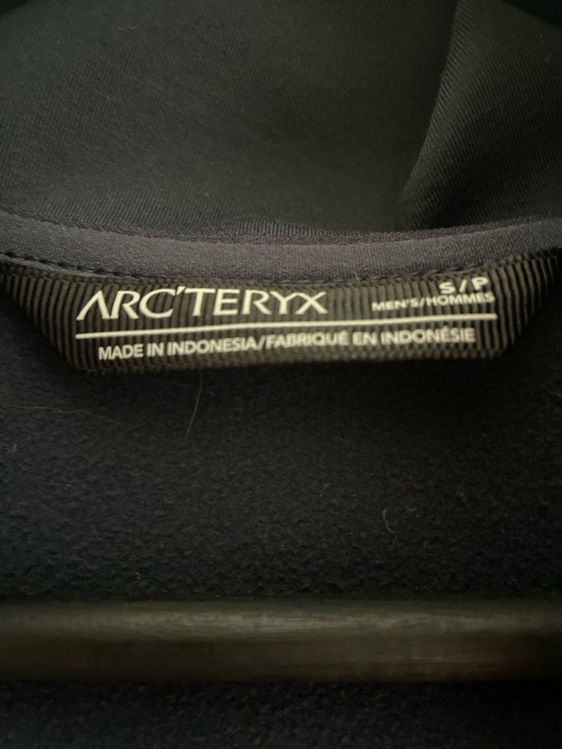 ARC'TERYX
S/P
MEN'S/HOMMES
MADE IN INDONESIA/FABRIQUÉ EN INDONÉSIE